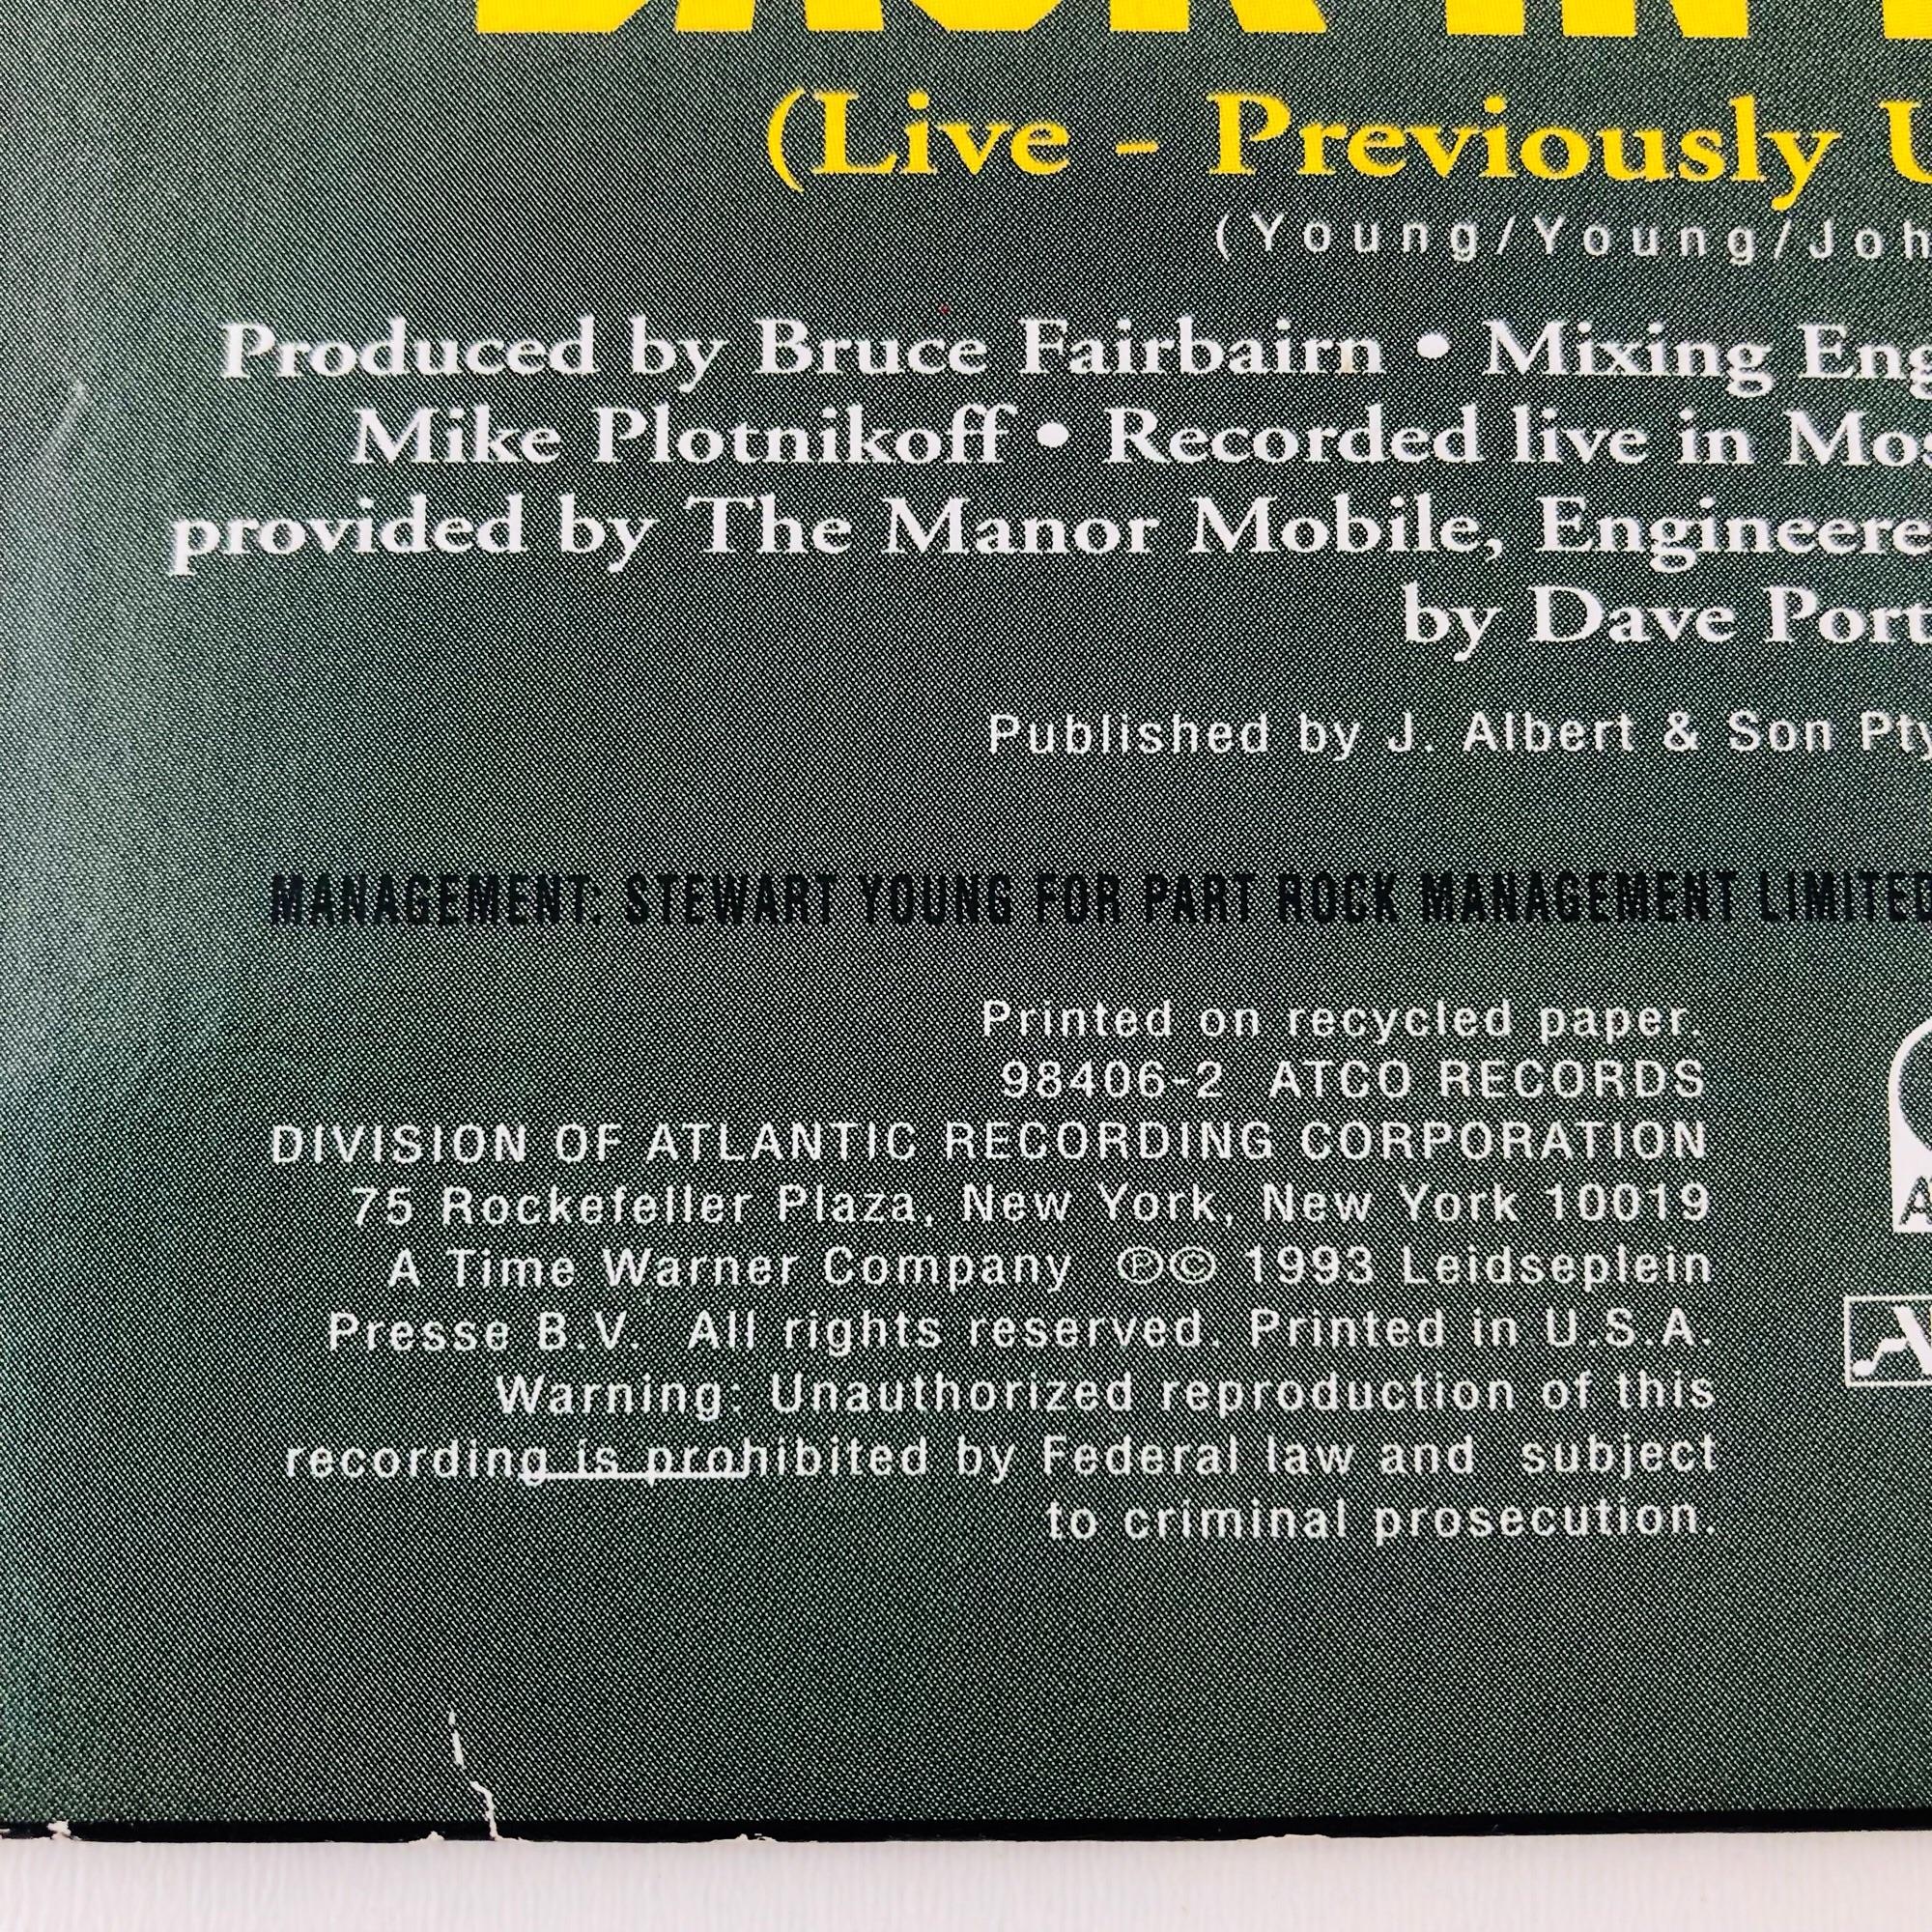 BACK IN
(Live - Previously U
(Young/Young/Joh
Produced by Bruce Fairbairn • Mixing Eng
Mike Plotnikoff • Recorded live in Mos
provided by The Manor Mobile, Engineere
by Dave Port
Published by J. Albert & Son Pty
MANAGEMENT: STEWART YOUNG FOR PART ROCK MANAGEMENT LIMITED
Printed on recycled paper.
98406-2 ATCO RECORDS
DIVISION OF ATLANTIC RECORDING CORPORATION
75 Rockefeller Plaza, New York, New York 10019
A Time Warner Company ℗© 1993 Leidseplein
Presse B.V. All rights reserved. Printed in U.S.A.
Warning: Unauthorized reproduction of this
recording is prohibited by Federal law and subject
to criminal prosecution.